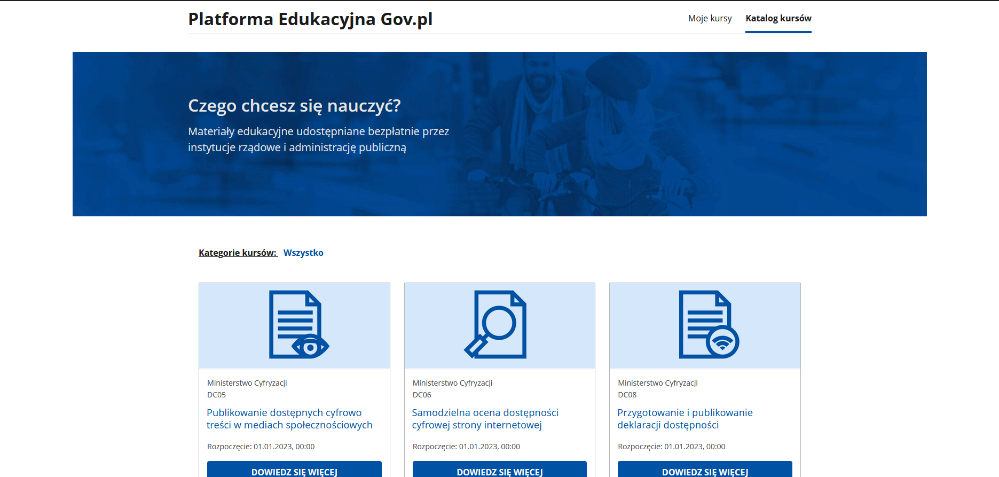 Platforma Edukacyjna Gov.pl
Moje kursy
Katalog kursów
Czego chcesz się nauczyć?
Materiały edukacyjne udostępniane bezpłatnie przez
instytucje rządowe i administrację publiczną
Kategorie kursów: Wszystko
Ministerstwo Cyfryzacji
DC05
Publikowanie dostępnych cyfrowo
treści w mediach społecznościowych
Rozpoczęcie: 01.01.2023, 00:00
DOWIEDZ SIĘ WIĘCEJ
Ministerstwo Cyfryzacji
DC06
Samodzielna ocena dostępności
cyfrowej strony internetowej
Rozpoczęcie: 01.01.2023, 00:00
DOWIEDZ SIĘ WIĘCEJ
Ministerstwo Cyfryzacji
DC08
Przygotowanie i publikowanie
deklaracji dostępności
Rozpoczęcie: 01.01.2023, 00:00
DOWIEDZ SIĘ WIĘCEJ